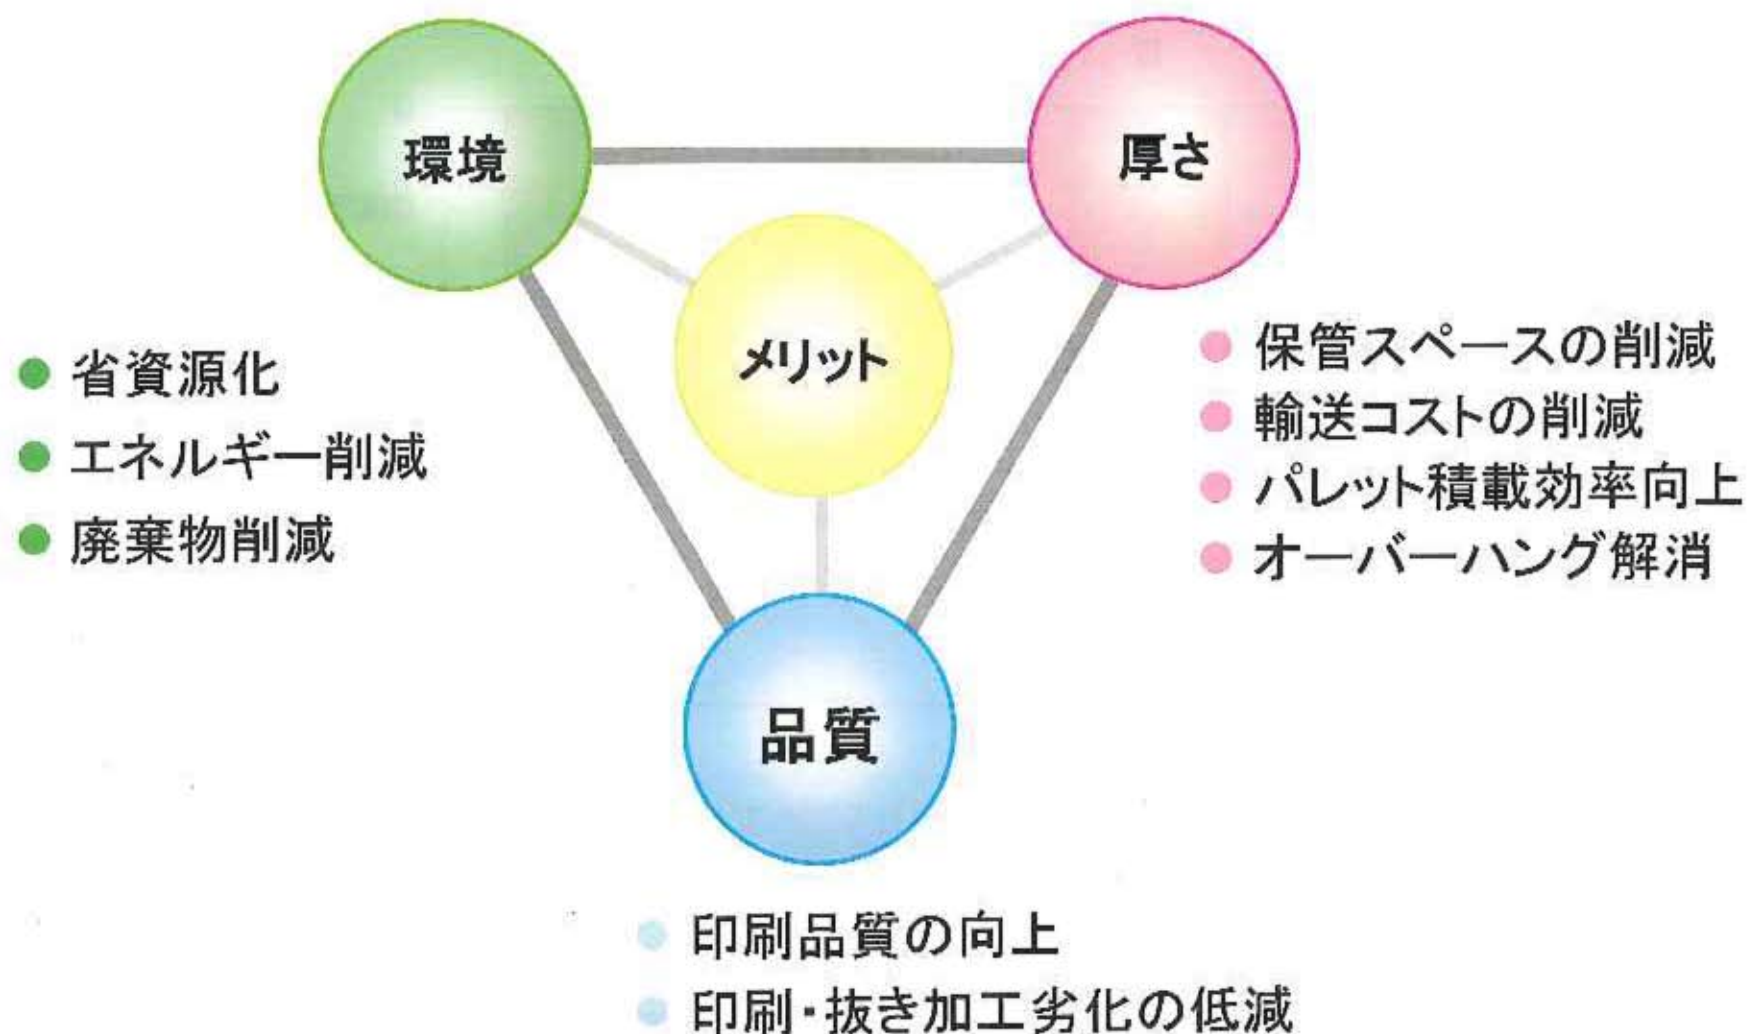 環境
厚さ
メリット
省資源化
エネルギー削減
廃棄物削減
保管スペースの削減
輸送コストの削減
パレット積載効率向上
オーバーハング解消
品質
印刷品質の向上
印刷・抜き加工劣化の低減